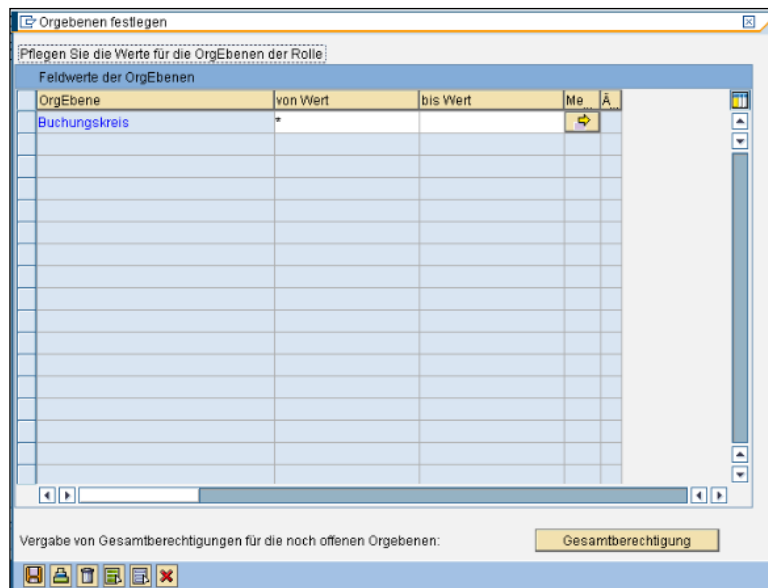 Orgebenen festlegen
Pflegen Sie die Werte für die OrgEbenen der Rolle
Feldwerte der OrgEbenen
OrgEbene von Wert bis Wert Me... Ä...
Buchungskreis *
Vergabe von Gesamtberechtigungen für die noch offenen Orgebenen: Gesamtberechtigung